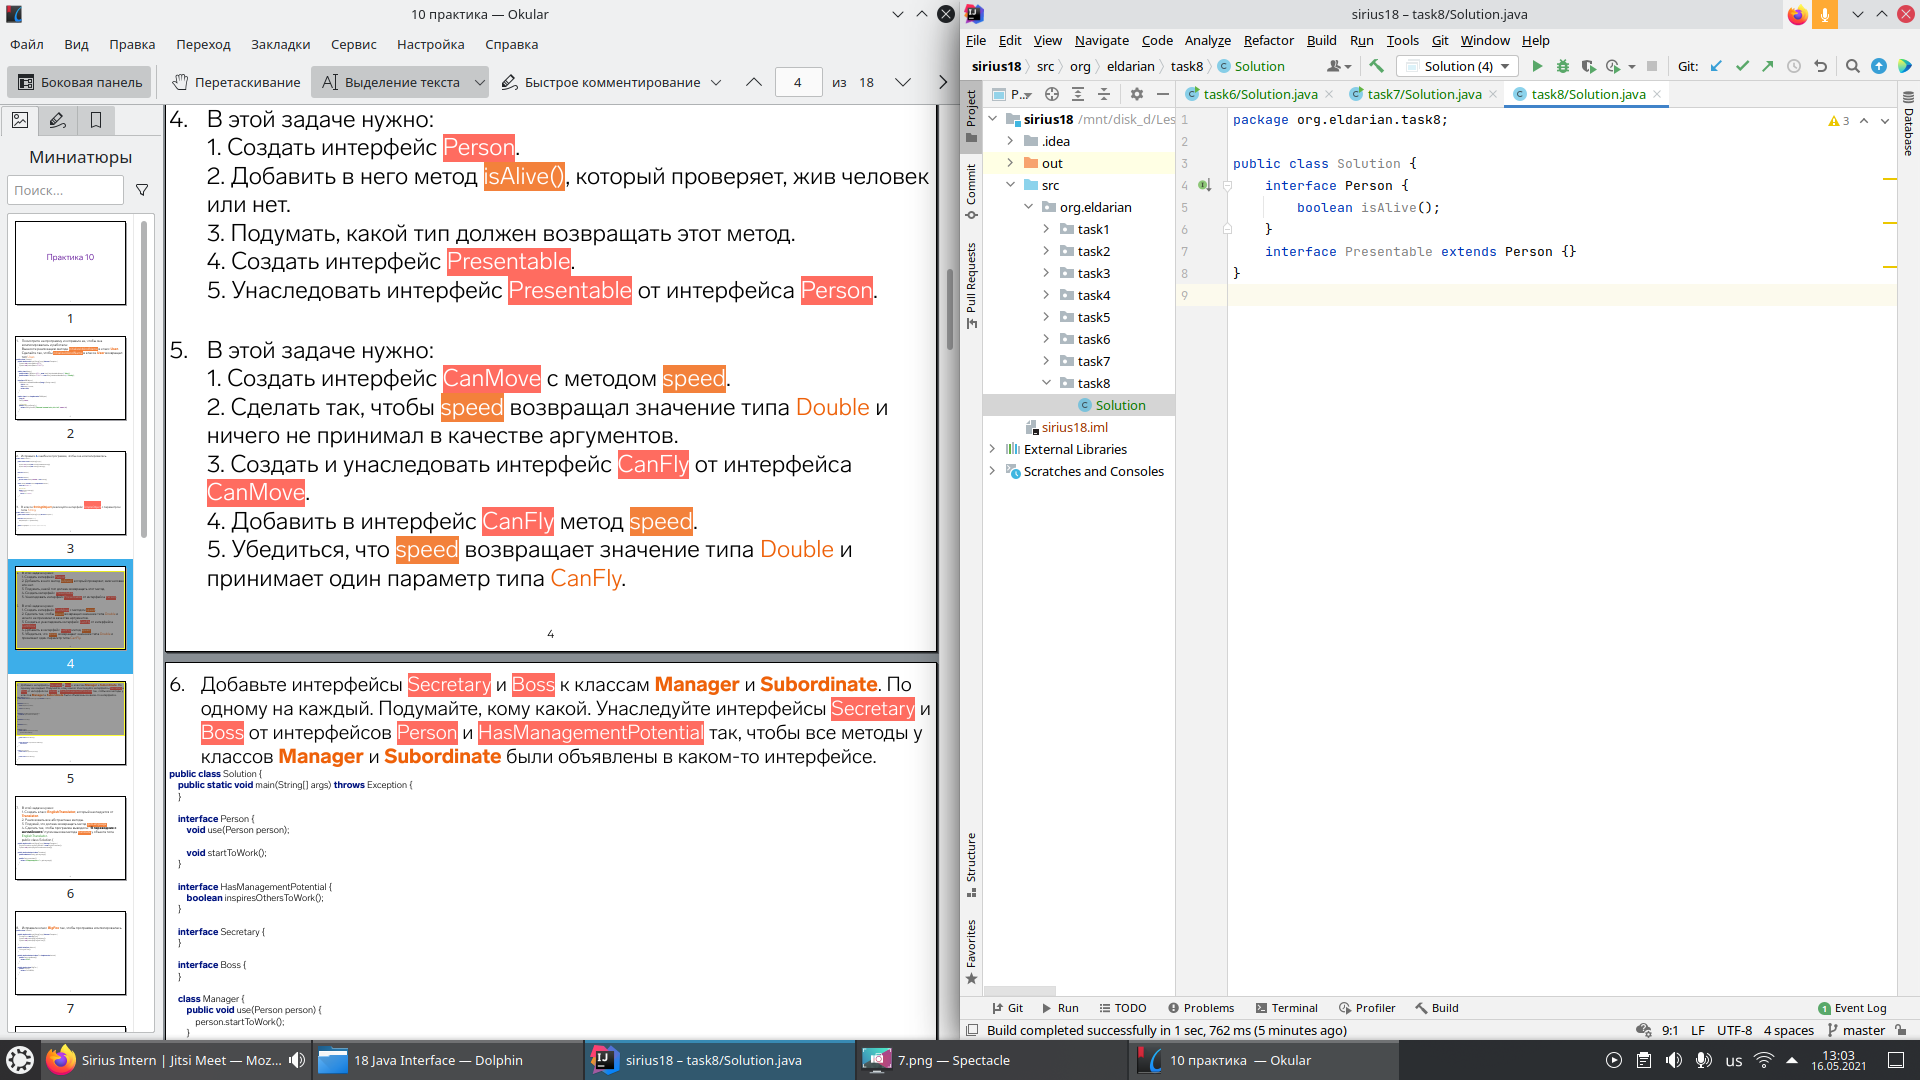 10 практика — Okular
Файл Вид Правка Переход Закладки Сервис Настройка Справка
Боковая панель Перетаскивание Выделение текста Быстрое комментирование 4 из 18
Миниатюры
Поиск...
Практика 10
1
2
3
4
5
6
7
4. В этой задаче нужно:
1. Создать интерфейс Person.
2. Добавить в него метод isAlive(), который проверяет, жив человек
или нет.
3. Подумать, какой тип должен возвращать этот метод.
4. Создать интерфейс Presentable.
5. Унаследовать интерфейс Presentable от интерфейса Person.
5. В этой задаче нужно:
1. Создать интерфейс CanMove с методом speed.
2. Сделать так, чтобы speed возвращал значение типа Double и
ничего не принимал в качестве аргументов.
3. Создать и унаследовать интерфейс CanFly от интерфейса
CanMove.
4. Добавить в интерфейс CanFly метод speed.
5. Убедиться, что speed возвращает значение типа Double и
принимает один параметр типа CanFly.
4
6. Добавьте интерфейсы Secretary и Boss к классам Manager и Subordinate. По
одному на каждый. Подумайте, кому какой. Унаследуйте интерфейсы Secretary и
Boss от интерфейсов Person и HasManagementPotential так, чтобы все методы у
классов Manager и Subordinate были объявлены в каком-то интерфейсе.
public class Solution {
public static void main(String[] args) throws Exception {
}
interface Person {
void use(Person person);
void startToWork();
}
interface HasManagementPotential {
boolean inspiresOthersToWork();
}
interface Secretary {
}
interface Boss {
}
class Manager {
public void use(Person person) {
person.startToWork();
}
sirius18 – task8/Solution.java
File Edit View Navigate Code Analyze Refactor Build Run Tools Git Window Help
sirius18 src org eldarian task8 Solution Solution (4) Git:
P... task6/Solution.java task7/Solution.java task8/Solution.java
Project
Commit
Pull Requests
Structure
Favorites
Database
sirius18 /mnt/disk_d/Les
.idea
out
src
org.eldarian
task1
task2
task3
task4
task5
task6
task7
task8
Solution
sirius18.iml
External Libraries
Scratches and Consoles
1 package org.eldarian.task8;
2
3 public class Solution {
4 interface Person {
5 boolean isAlive();
6 }
7 interface Presentable extends Person {}
8 }
9
3
Git Run TODO Problems Terminal Profiler Build 1 Event Log
Build completed successfully in 1 sec, 762 ms (5 minutes ago) 9:1 LF UTF-8 4 spaces master
Sirius Intern | Jitsi Meet — Moz... 18 Java Interface — Dolphin sirius18 – task8/Solution.java 7.png — Spectacle 10 практика — Okular us 13:03
16.05.2021